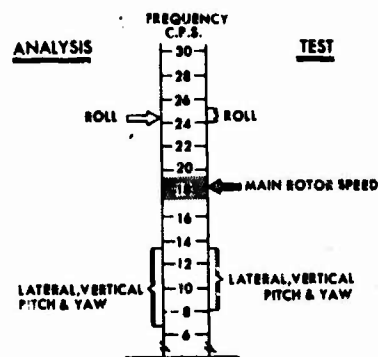 FREQUENCY
C.P.S.
ANALYSIS
TEST
30
28
26
ROLL
24
ROLL
22
20
18
MAIN ROTOR SPEED
16
14
12
LATERAL, VERTICAL
PITCH & YAW
10
LATERAL, VERTICAL
PITCH & YAW
8
6